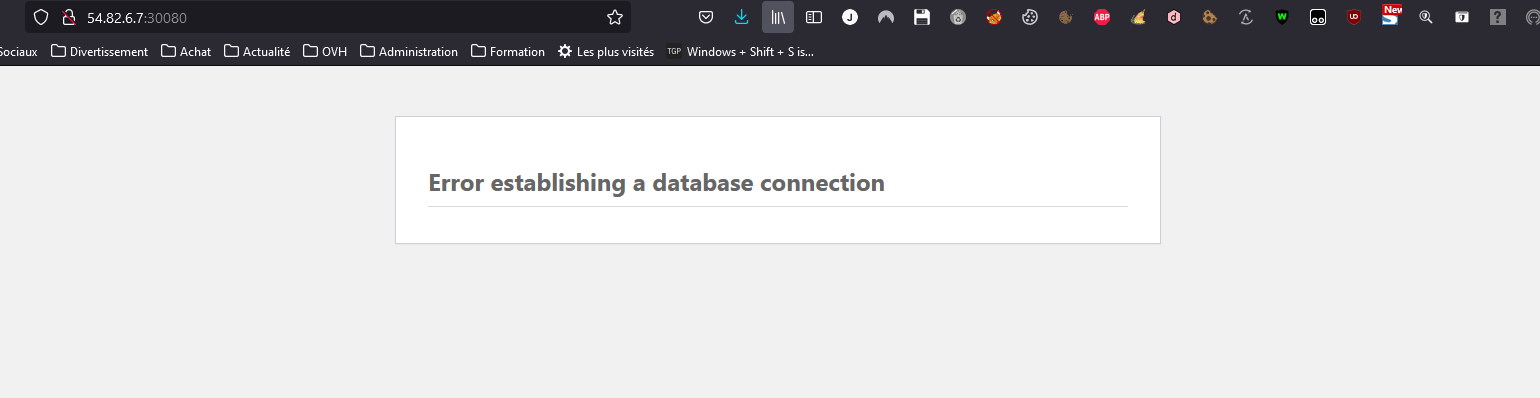 54.82.6.7:30080
J ABP d W UD New ?
Sociaux Divertissement Achat Actualité OVH Administration Formation Les plus visités TGP Windows + Shift + S is...
Error establishing a database connection